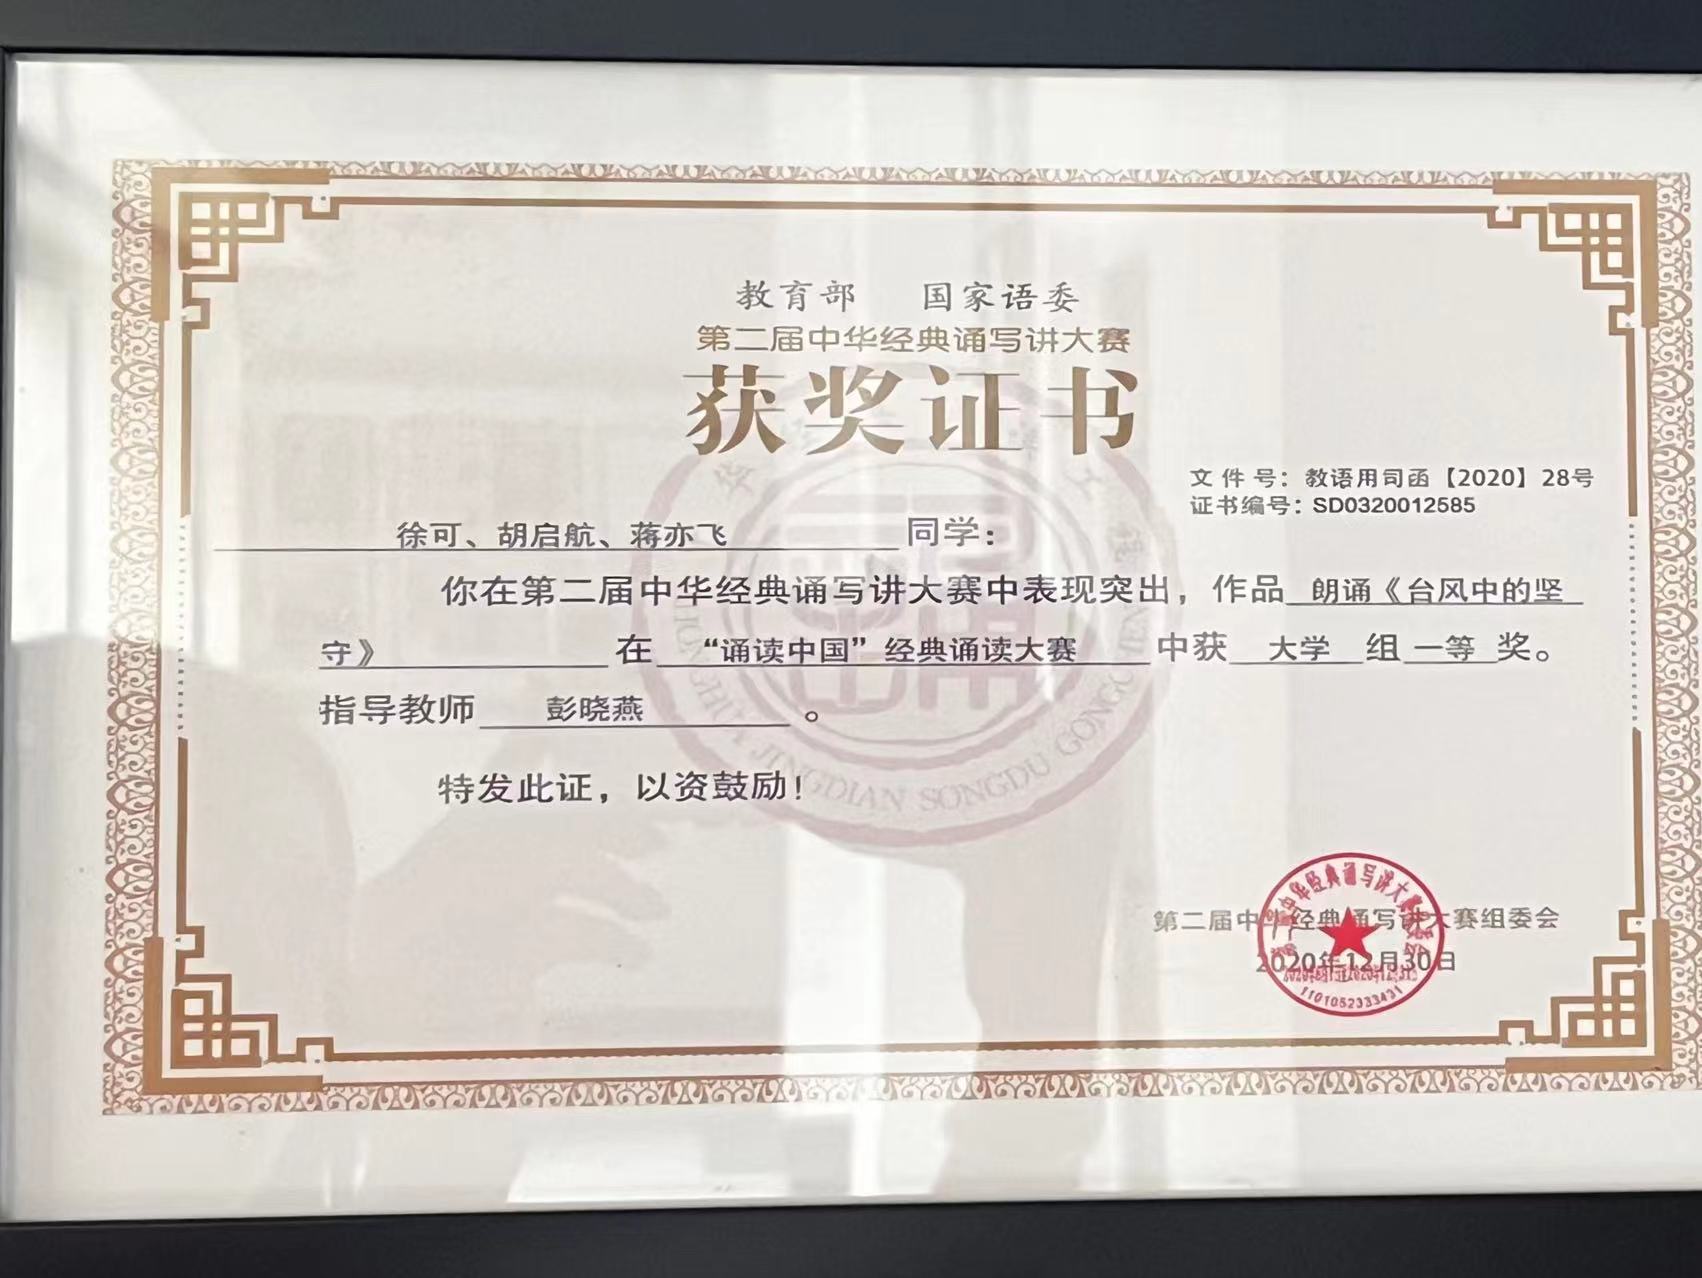 教育部 国家语委
第二届中华经典诵写讲大赛
获奖证书
文件号：教语用司函【2020】28号
证书编号：SD0320012585
徐可、胡启航、蒋亦飞 同学：
你在第二届中华经典诵写讲大赛中表现突出，作品 朗诵《台风中的坚
守》 在 “诵读中国”经典诵读大赛 中获 大学 组 一等 奖。
指导教师 彭晓燕 。
特发此证，以资鼓励！
第二届中华经典诵写讲大赛组委会
2020年12月30日
1101052333431
JINGDIAN SONGDU GONGCHENG